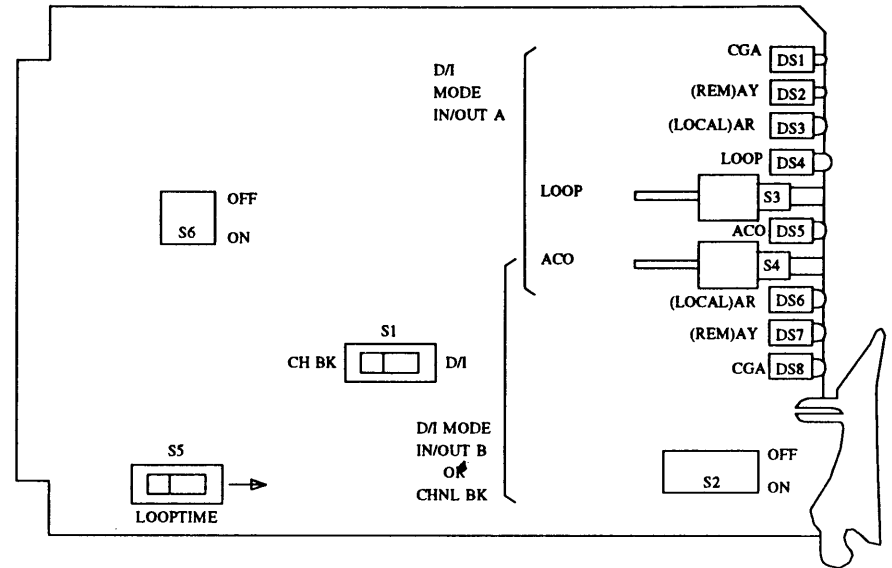 CGA DS1
D/I
MODE
IN/OUT A
(REM)AY DS2
(LOCAL)AR DS3
LOOP DS4
LOOP
S3
OFF
S6
ON
ACO DS5
ACO
S4
(LOCAL)AR DS6
(REM)AY DS7
CGA DS8
S1
CH BK D/I
D/I MODE
IN/OUT B
OR
CHNL BK
S5
LOOPTIME
OFF
S2
ON